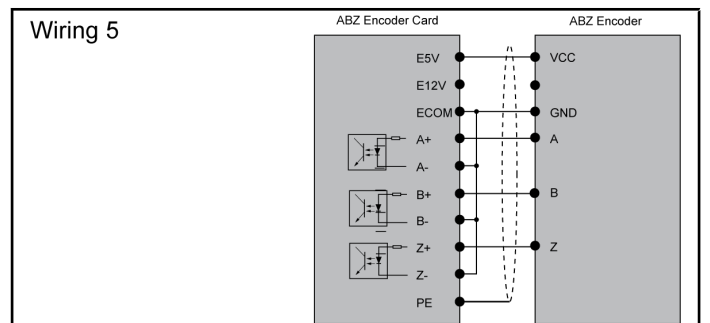 Wiring 5
ABZ Encoder Card
ABZ Encoder
E5V
VCC
E12V
ECOM
GND
A+
A
A-
B+
B
B-
Z+
Z
Z-
PE